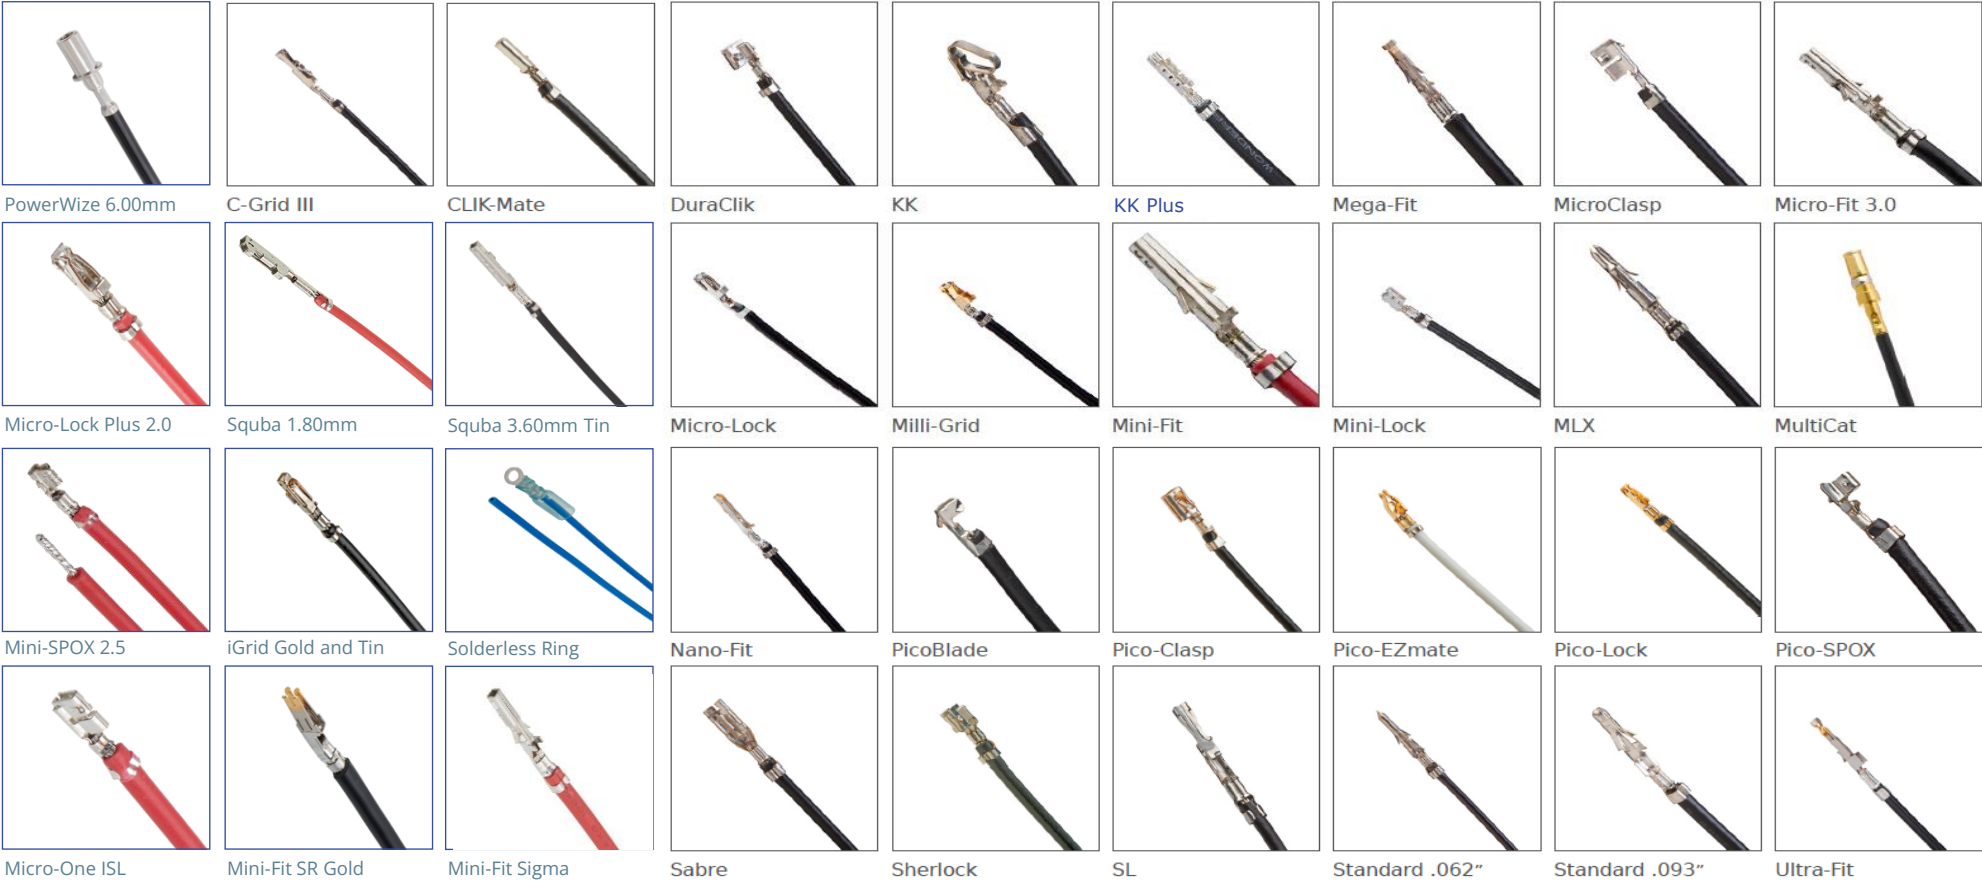 WONDER
PowerWize 6.00mm
C-Grid III
CLIK-Mate
DuraClik
KK
KK Plus
Mega-Fit
MicroClasp
Micro-Fit 3.0
Micro-Lock Plus 2.0
Squba 1.80mm
Squba 3.60mm Tin
Micro-Lock
Milli-Grid
Mini-Fit
Mini-Lock
MLX
MultiCat
Mini-SPOX 2.5
iGrid Gold and Tin
Solderless Ring
Nano-Fit
PicoBlade
Pico-Clasp
Pico-EZmate
Pico-Lock
Pico-SPOX
Micro-One ISL
Mini-Fit SR Gold
Mini-Fit Sigma
Sabre
Sherlock
SL
Standard .062”
Standard .093”
Ultra-Fit